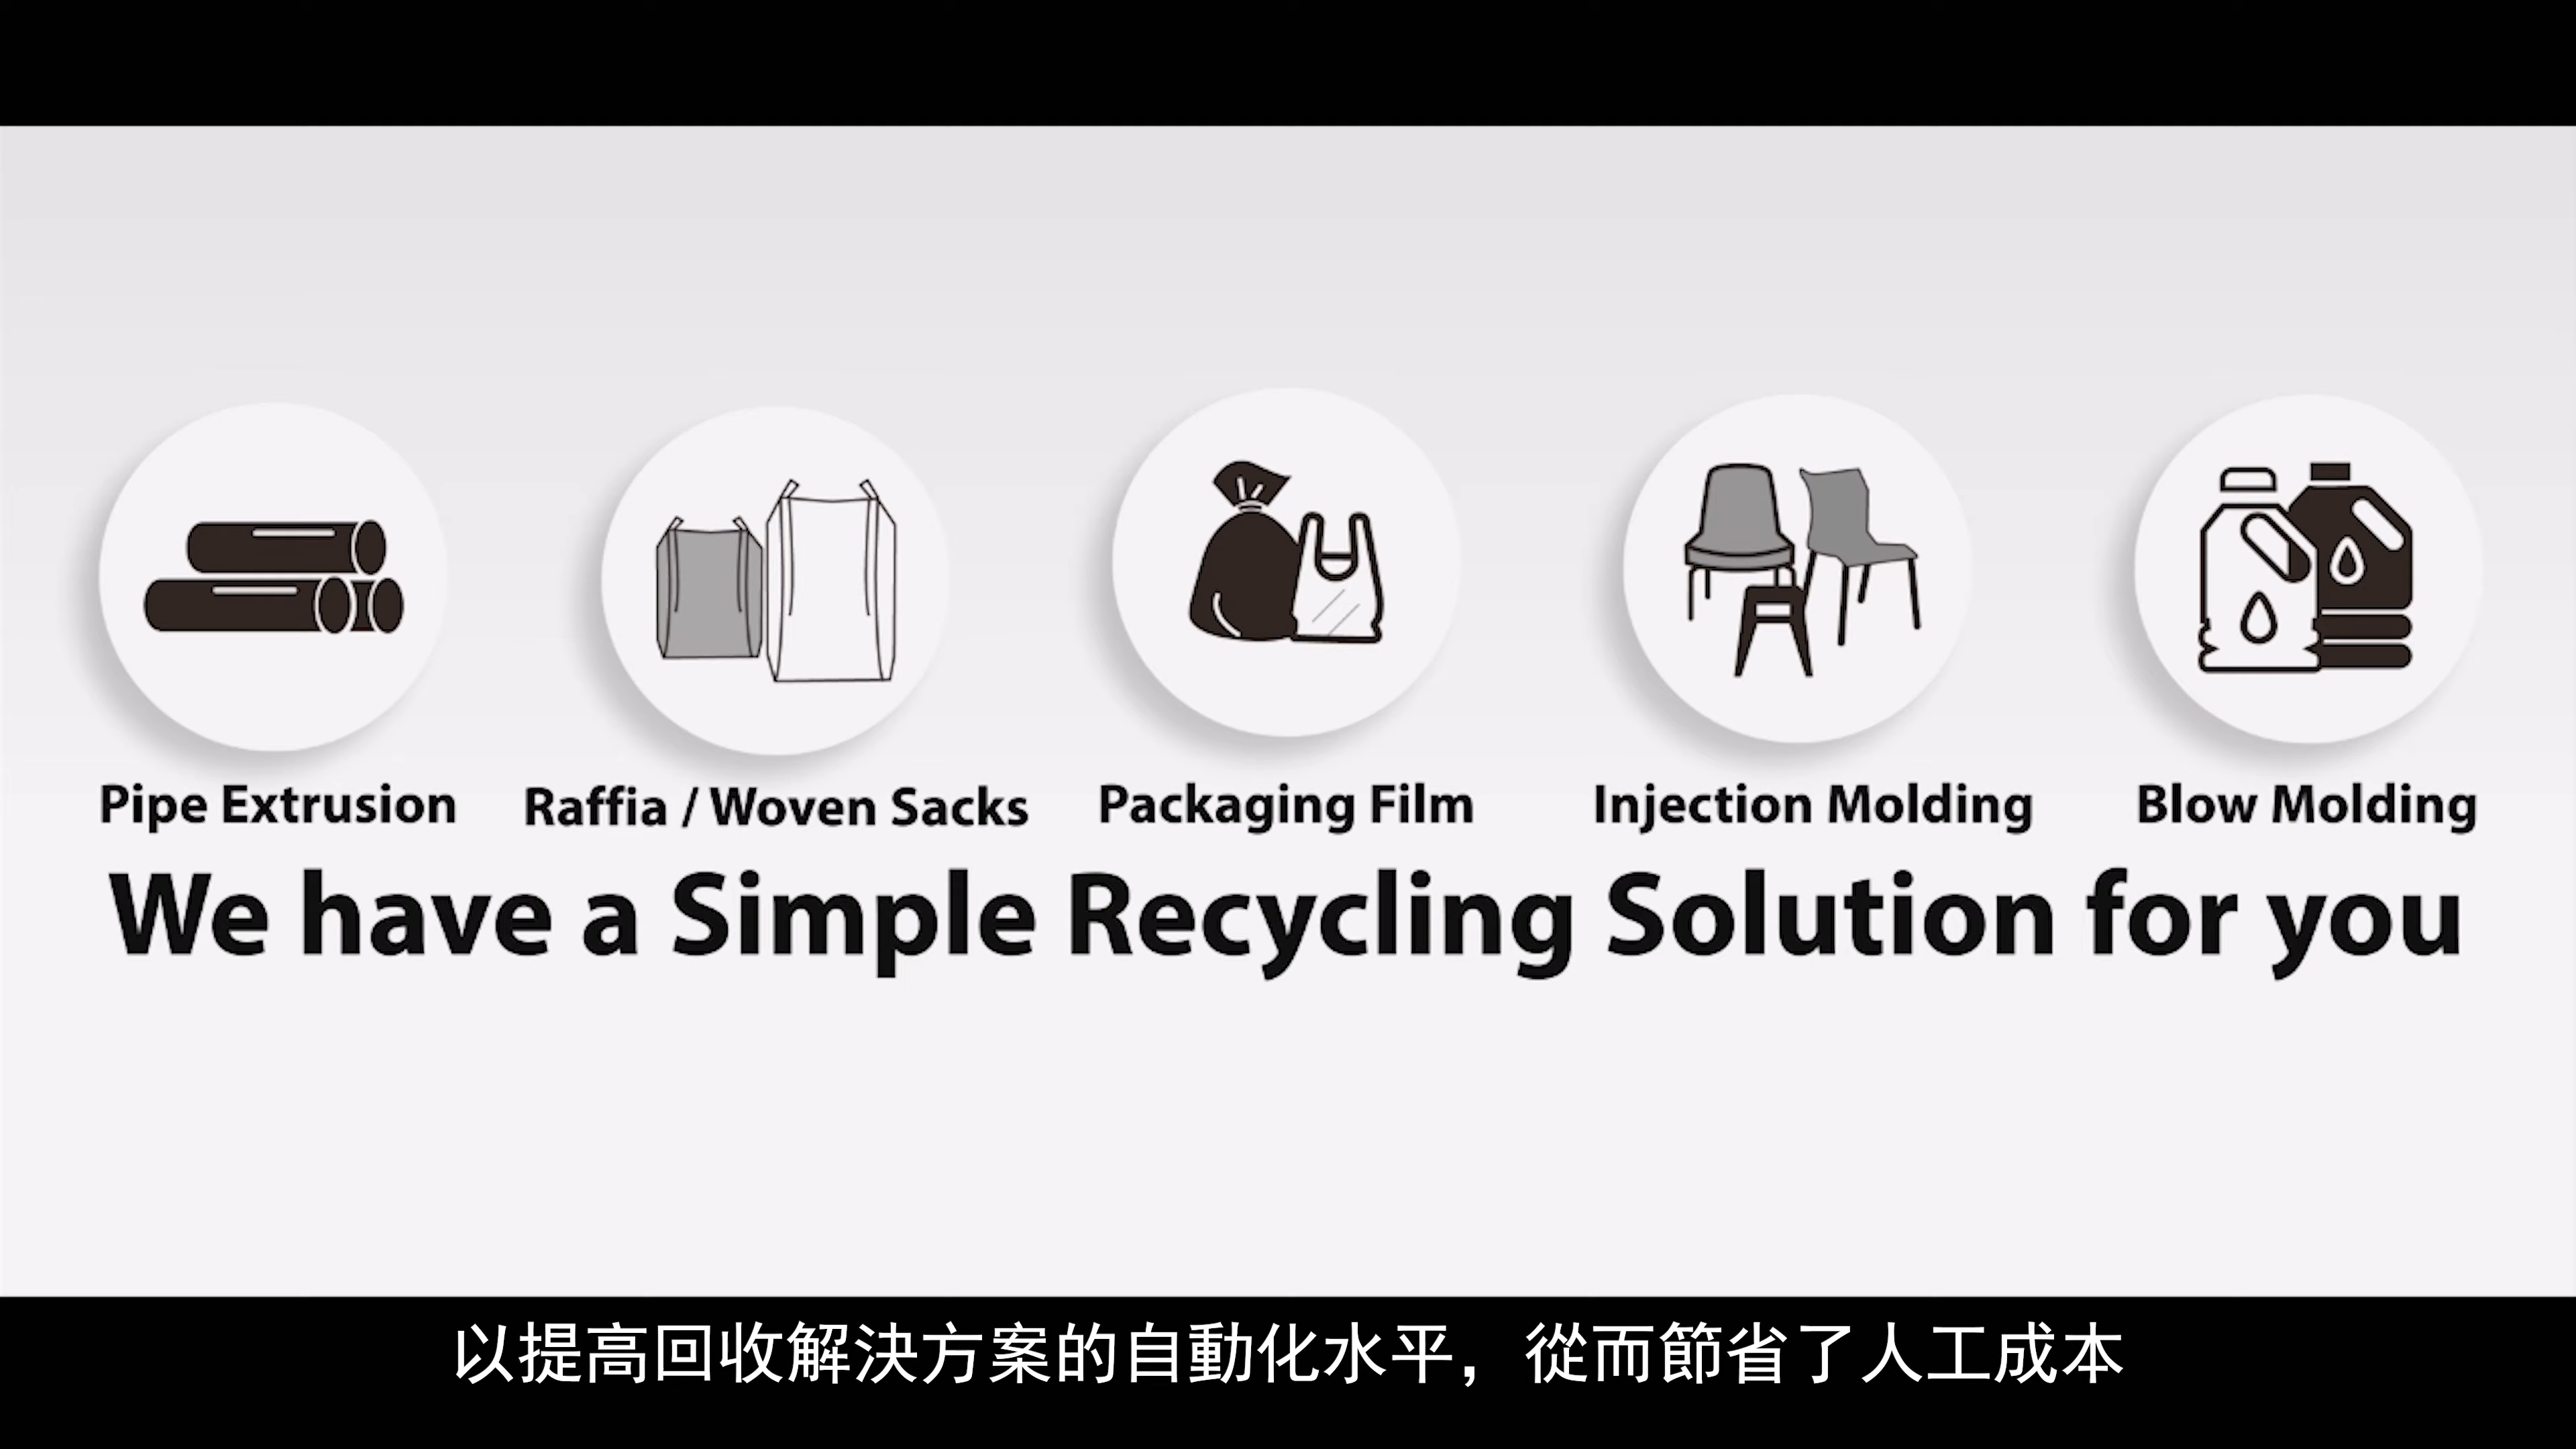 Pipe Extrusion
Raffia / Woven Sacks
Packaging Film
Injection Molding
Blow Molding
We have a Simple Recycling Solution for you
以提高回收解決方案的自動化水平，從而節省了人工成本